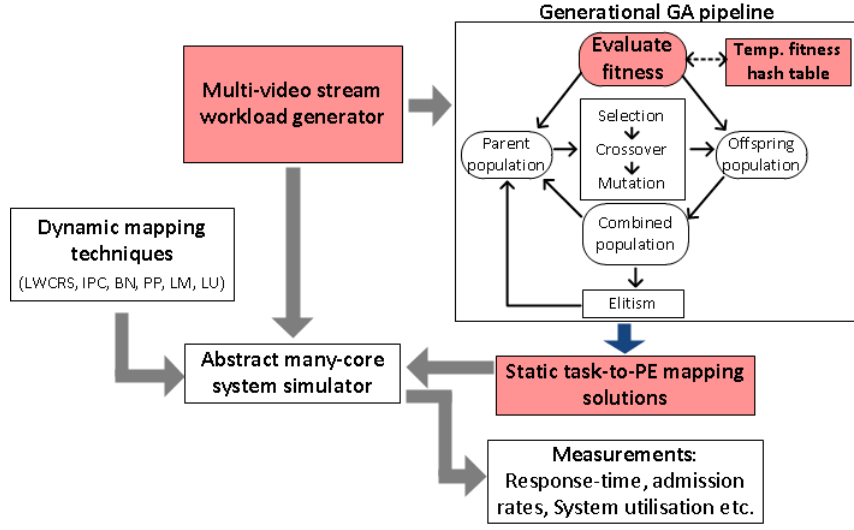 Generational GA pipeline
Evaluate
fitness
Temp. fitness
hash table
Multi-video stream
workload generator
Selection
Crossover
Mutation
Parent
population
Offspring
population
Combined
population
Elitism
Dynamic mapping
techniques
(LWCRS, IPC, BN, PP, LM, LU)
Abstract many-core
system simulator
Static task-to-PE mapping
solutions
Measurements:
Response-time, admission
rates, System utilisation etc.